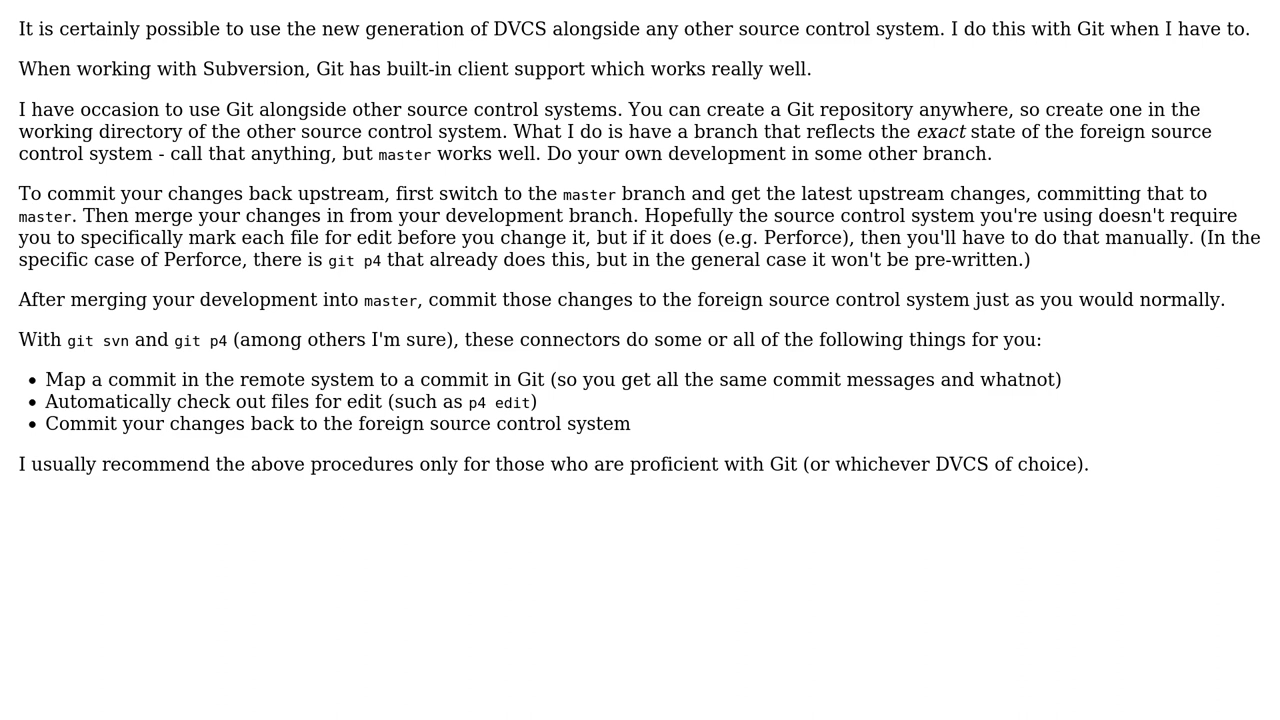 It is certainly possible to use the new generation of DVCS alongside any other source control system. I do this with Git when I have to.
When working with Subversion, Git has built-in client support which works really well.
I have occasion to use Git alongside other source control systems. You can create a Git repository anywhere, so create one in the
working directory of the other source control system. What I do is have a branch that reflects the exact state of the foreign source
control system - call that anything, but master works well. Do your own development in some other branch.
To commit your changes back upstream, first switch to the master branch and get the latest upstream changes, committing that to
master. Then merge your changes in from your development branch. Hopefully the source control system you're using doesn't require
you to specifically mark each file for edit before you change it, but if it does (e.g. Perforce), then you'll have to do that manually. (In the
specific case of Perforce, there is git p4 that already does this, but in the general case it won't be pre-written.)
After merging your development into master, commit those changes to the foreign source control system just as you would normally.
With git svn and git p4 (among others I'm sure), these connectors do some or all of the following things for you:
• Map a commit in the remote system to a commit in Git (so you get all the same commit messages and whatnot)
• Automatically check out files for edit (such as p4 edit)
• Commit your changes back to the foreign source control system
I usually recommend the above procedures only for those who are proficient with Git (or whichever DVCS of choice).